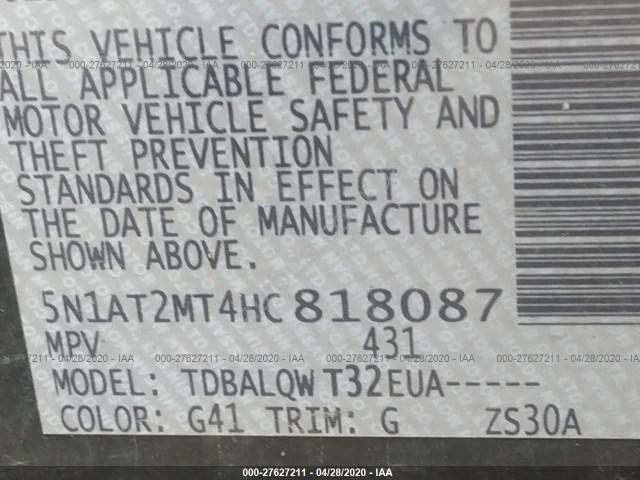 THIS VEHICLE CONFORMS TO
ALL APPLICABLE FEDERAL
MOTOR VEHICLE SAFETY AND
THEFT PREVENTION
STANDARDS IN EFFECT ON
THE DATE OF MANUFACTURE
SHOWN ABOVE.
5N1AT2MT4HC818087
MPV 431
MODEL: TDBALQWT32EUA-----
COLOR: G41 TRIM: G ZS30A
000-27627211 - 04/28/2020 - IAA